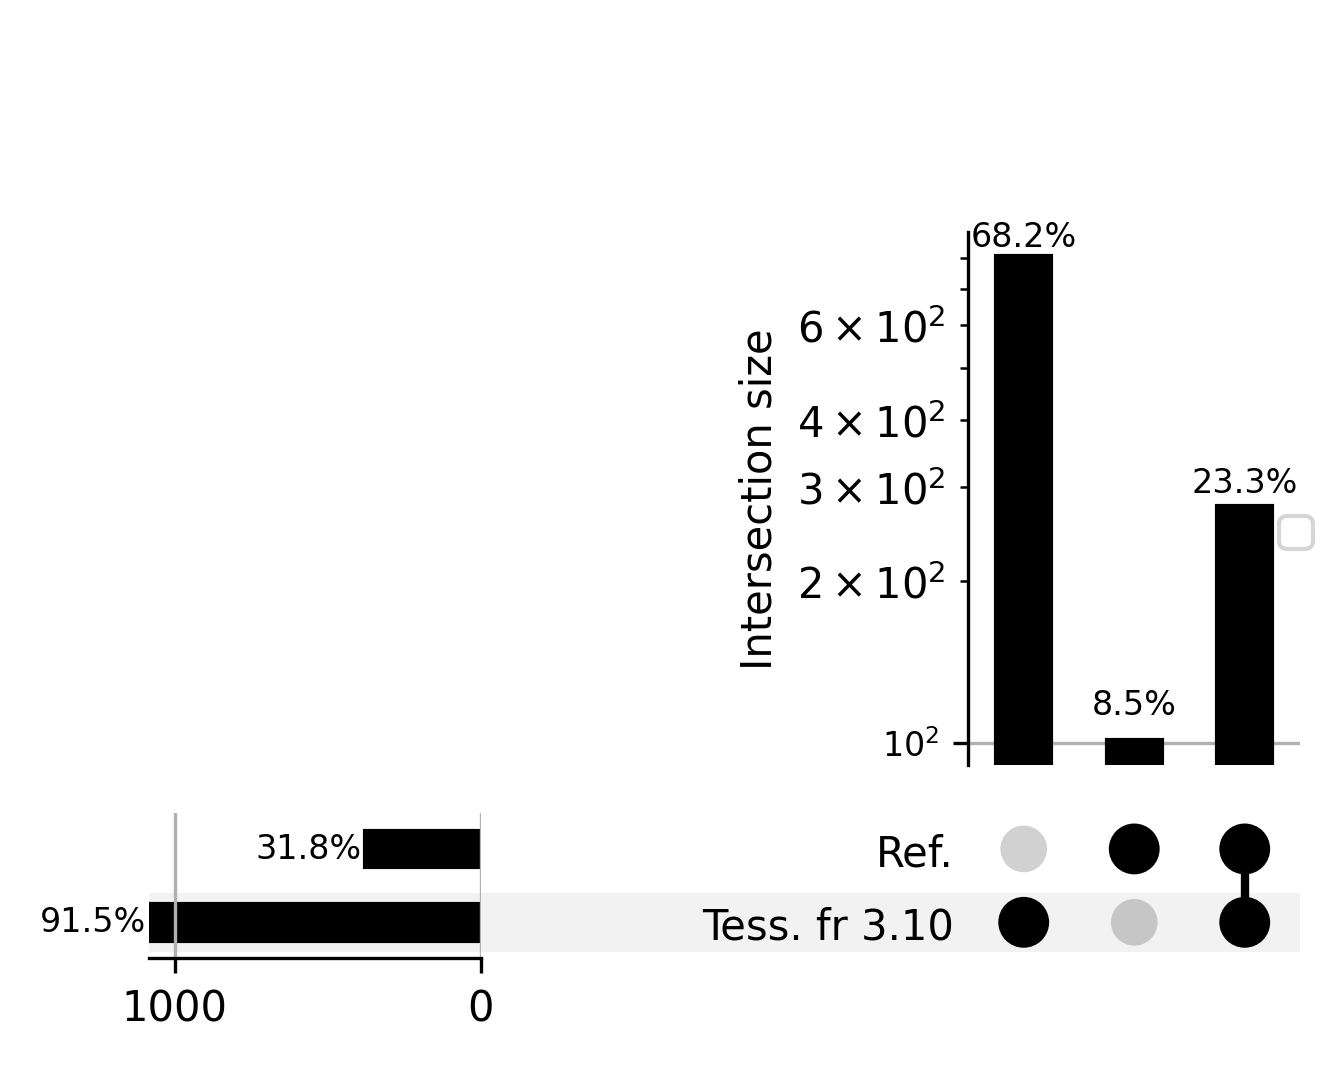 68.2%
6 × 10²
4 × 10²
3 × 10²
2 × 10²
10²
Intersection size
23.3%
8.5%
31.8%
Ref.
91.5%
Tess. fr 3.10
1000
0